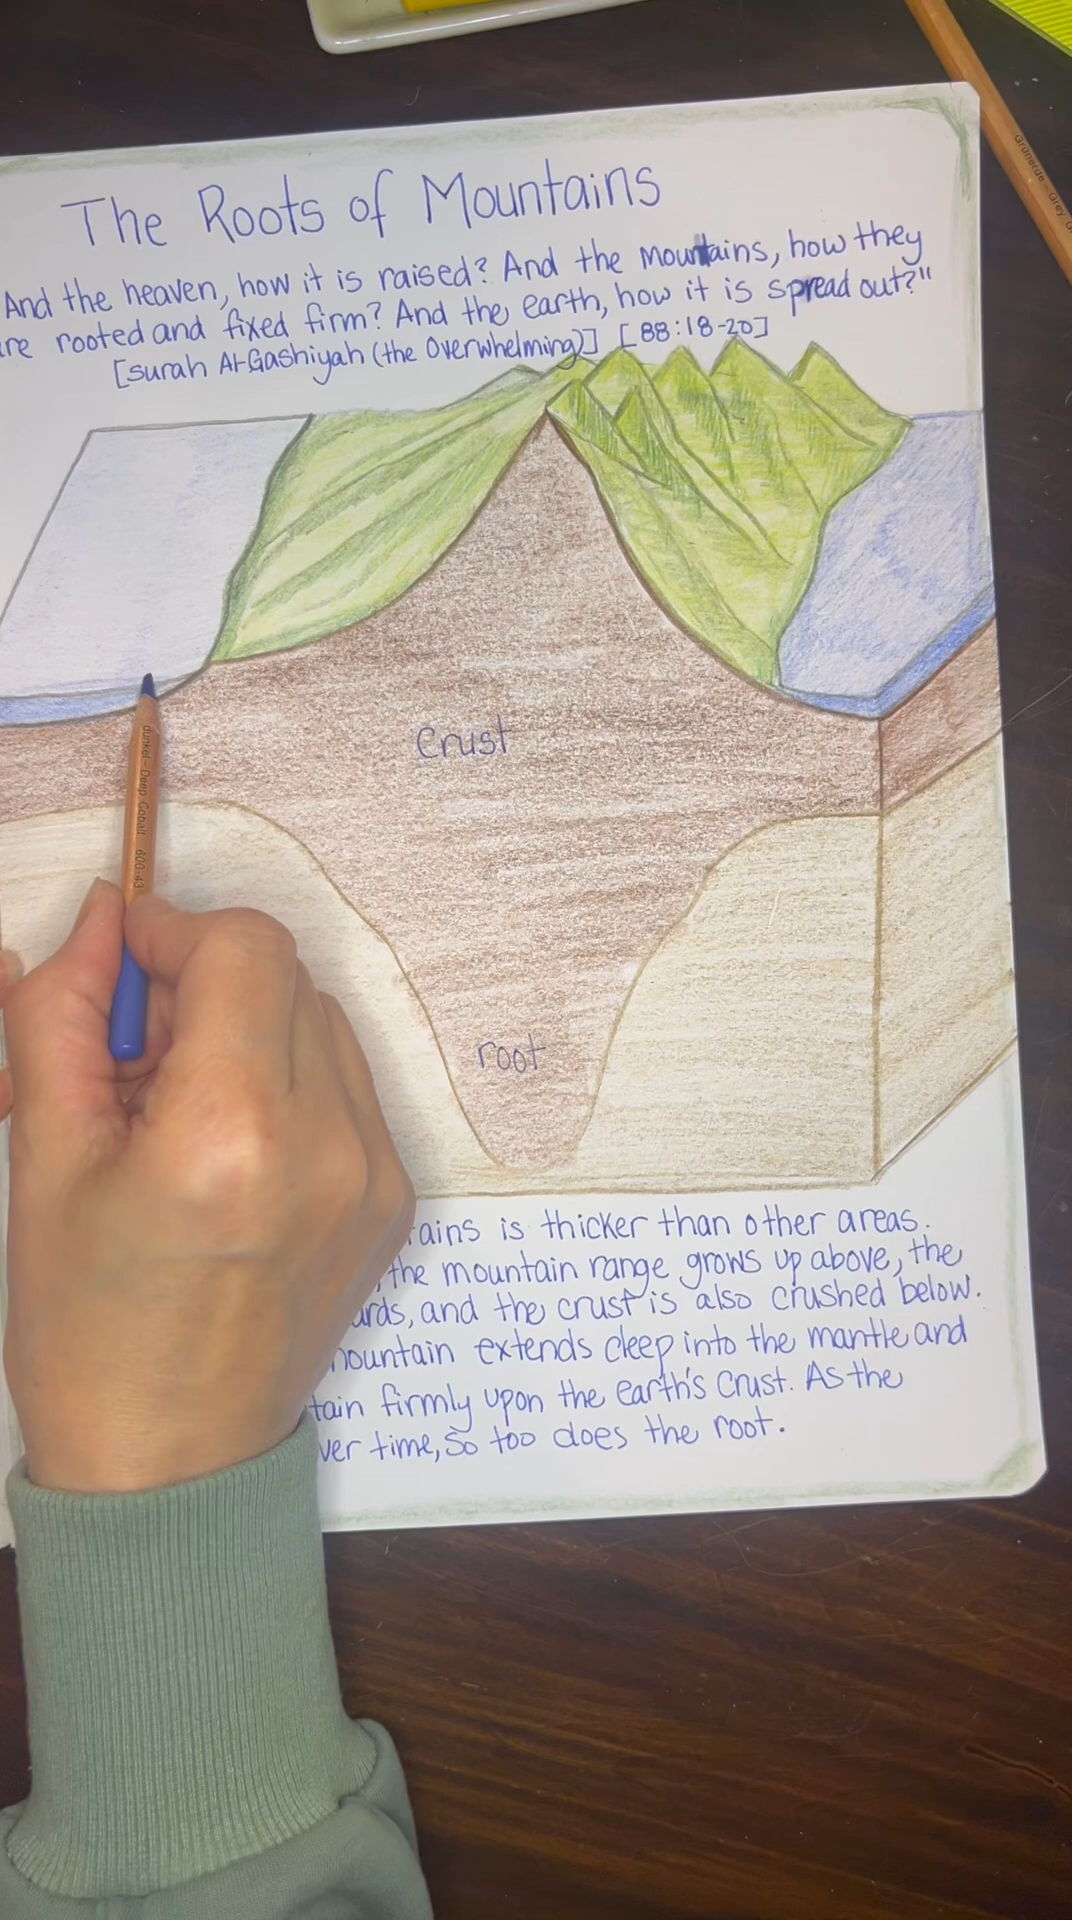 The Roots of Mountains
And the heaven, how it is raised? And the mountains, how they
re rooted and fixed firm? And the earth, how it is spread out?"
[Surah Al-Gashiyah (the Overwhelming)] [88:18-20]
Crust
root
tains is thicker than other areas.
, the mountain range grows up above, the
ards, and the crust is also crushed below.
mountain extends deep into the mantle and
tain firmly upon the earth's crust. As the
ver time, so too does the root.
dunkel - Deep Cobalt 600-43
Grünerde - Grey G